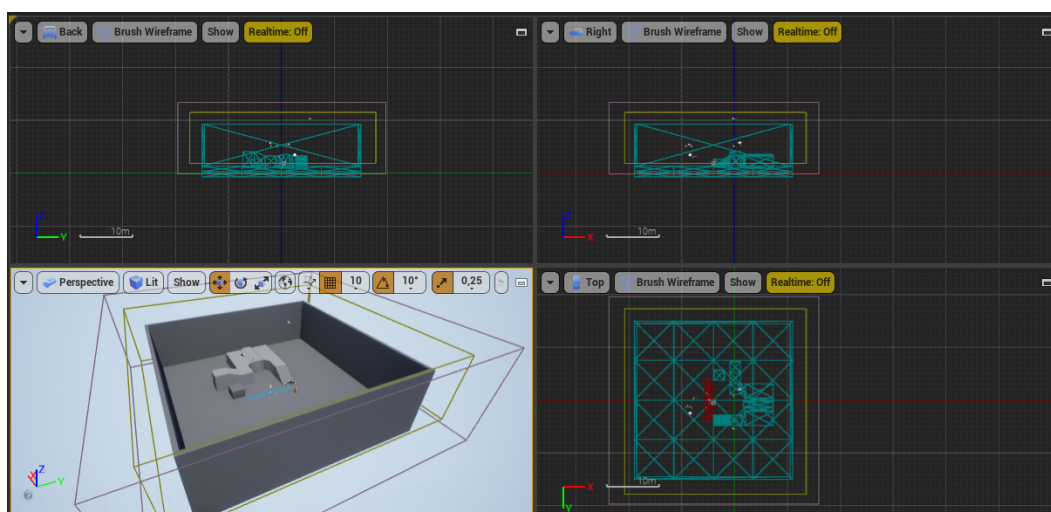 Back Brush Wireframe Show Realtime: Off
Right Brush Wireframe Show Realtime: Off
Z
Y
10m
Z
X
10m
Perspective Lit Show 10 10° 0,25
Top Brush Wireframe Show Realtime: Off
Z
X
Y
?
X
10m
Y